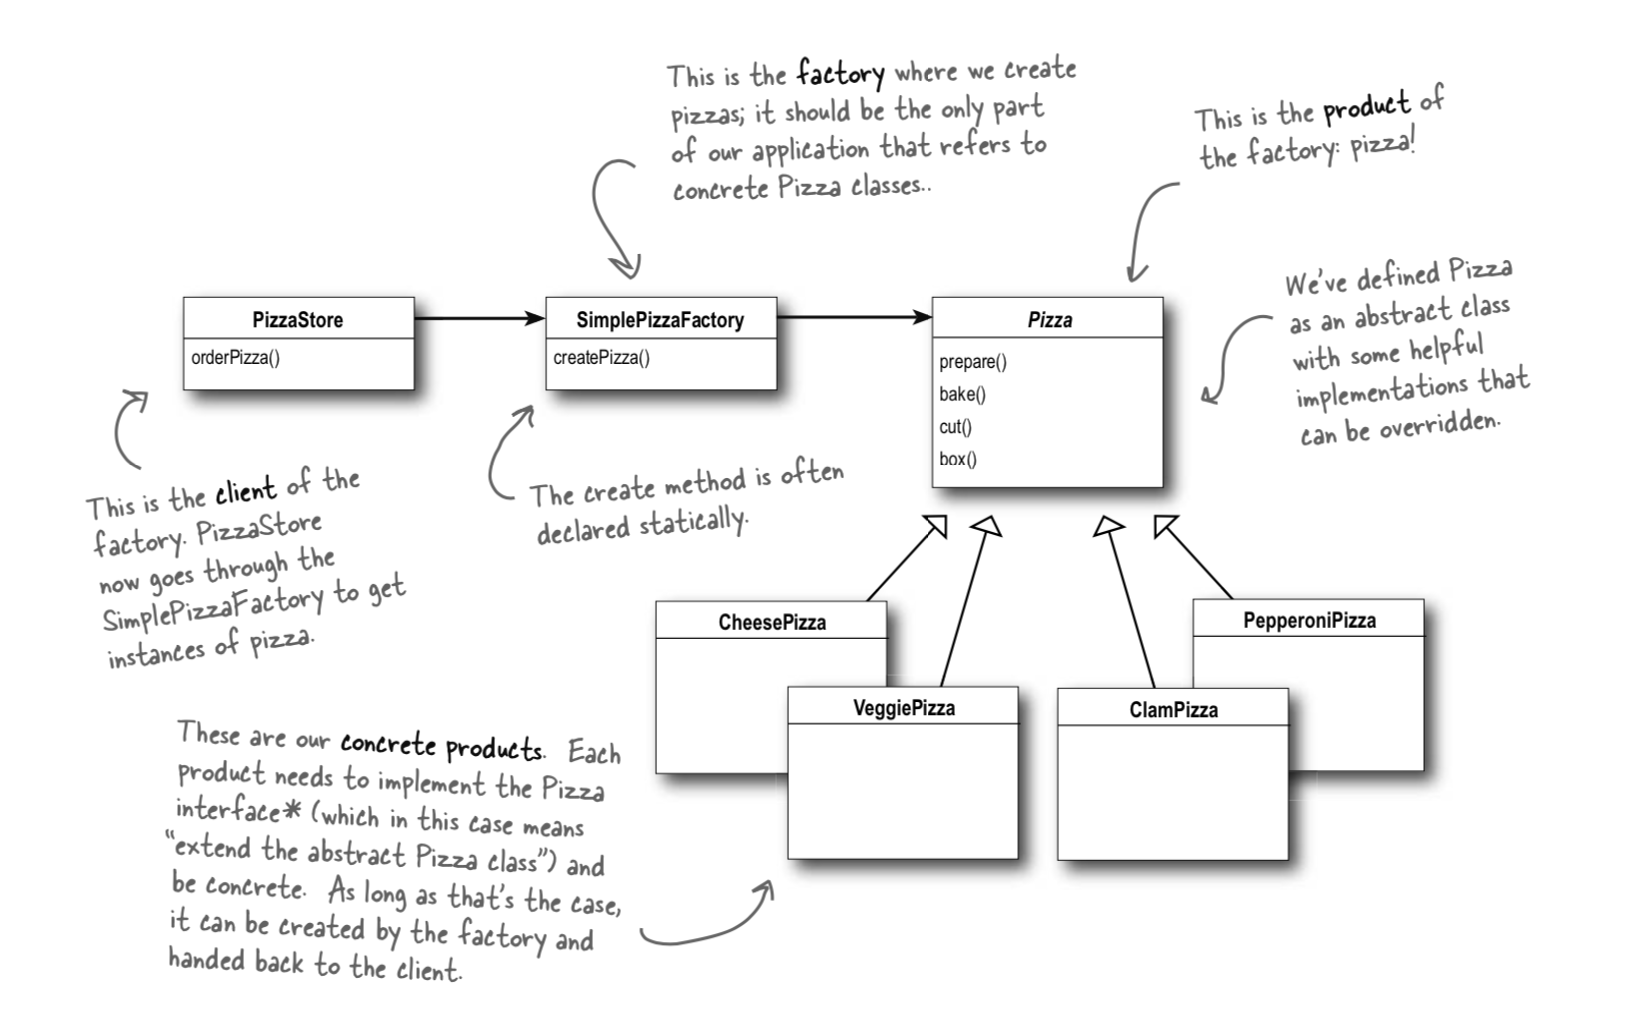 This is the factory where we create
pizzas; it should be the only part
of our application that refers to
concrete Pizza classes..
This is the product of
the factory: pizza!
We've defined Pizza
as an abstract class
with some helpful
implementations that
can be overridden.
PizzaStore
orderPizza()
SimplePizzaFactory
createPizza()
Pizza
prepare()
bake()
cut()
box()
This is the client of the
factory. PizzaStore
now goes through the
SimplePizzaFactory to get
instances of pizza.
The create method is often
declared statically.
CheesePizza
VeggiePizza
ClamPizza
PepperoniPizza
These are our concrete products. Each
product needs to implement the Pizza
interface* (which in this case means
“extend the abstract Pizza class”) and
be concrete. As long as that's the case,
it can be created by the factory and
handed back to the client.